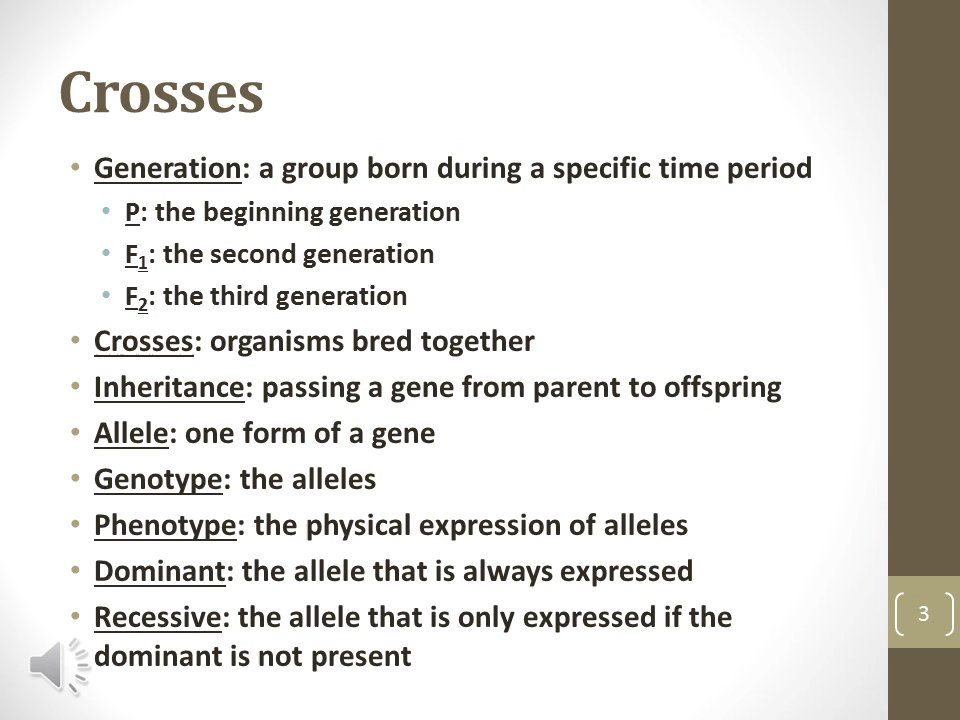 Crosses
• Generation: a group born during a specific time period
• P: the beginning generation
• F₁: the second generation
• F₂: the third generation
• Crosses: organisms bred together
• Inheritance: passing a gene from parent to offspring
• Allele: one form of a gene
• Genotype: the alleles
• Phenotype: the physical expression of alleles
• Dominant: the allele that is always expressed
• Recessive: the allele that is only expressed if the
dominant is not present
3